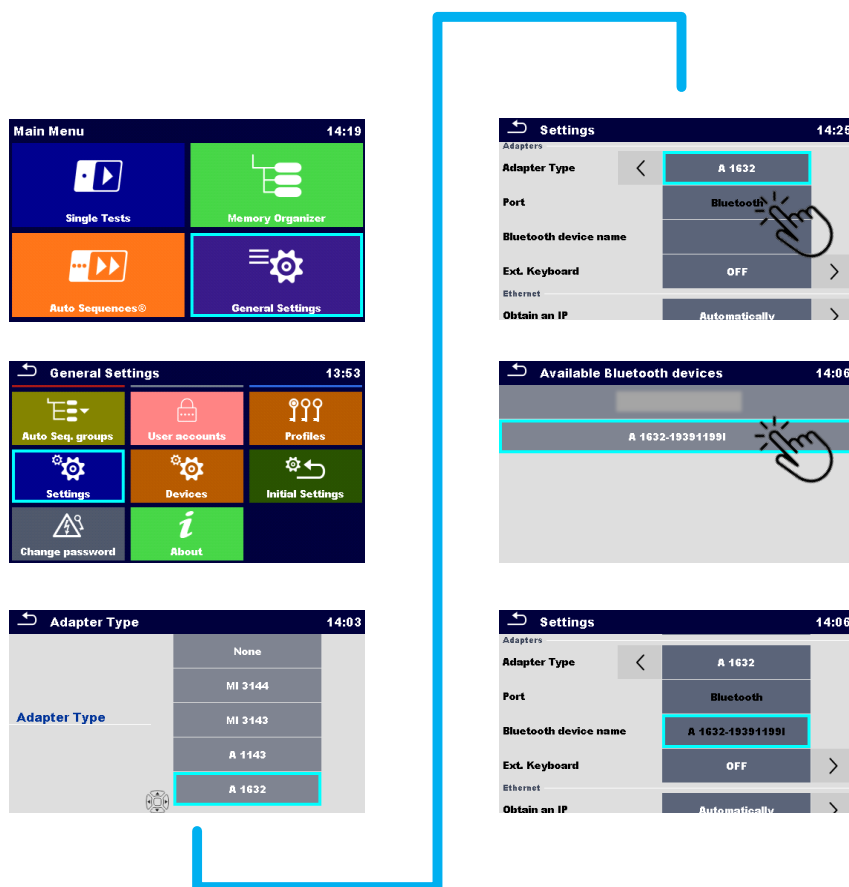 Main Menu 14:19
Single Tests
Memory Organizer
Auto Sequences®
General Settings
General Settings 13:53
Auto Seq. groups
User accounts
Profiles
Settings
Devices
Initial Settings
Change password
About
Adapter Type 14:03
None
MI 3144
Adapter Type
MI 3143
A 1143
A 1632
Settings 14:25
Adapters
Adapter Type A 1632
Port Bluetooth
Bluetooth device name
Ext. Keyboard OFF
Ethernet
Obtain an IP Automatically
Available Bluetooth devices 14:06
A 1632-19391199I
Settings 14:06
Adapters
Adapter Type A 1632
Port Bluetooth
Bluetooth device name A 1632-19391199I
Ext. Keyboard OFF
Ethernet
Obtain an IP Automatically